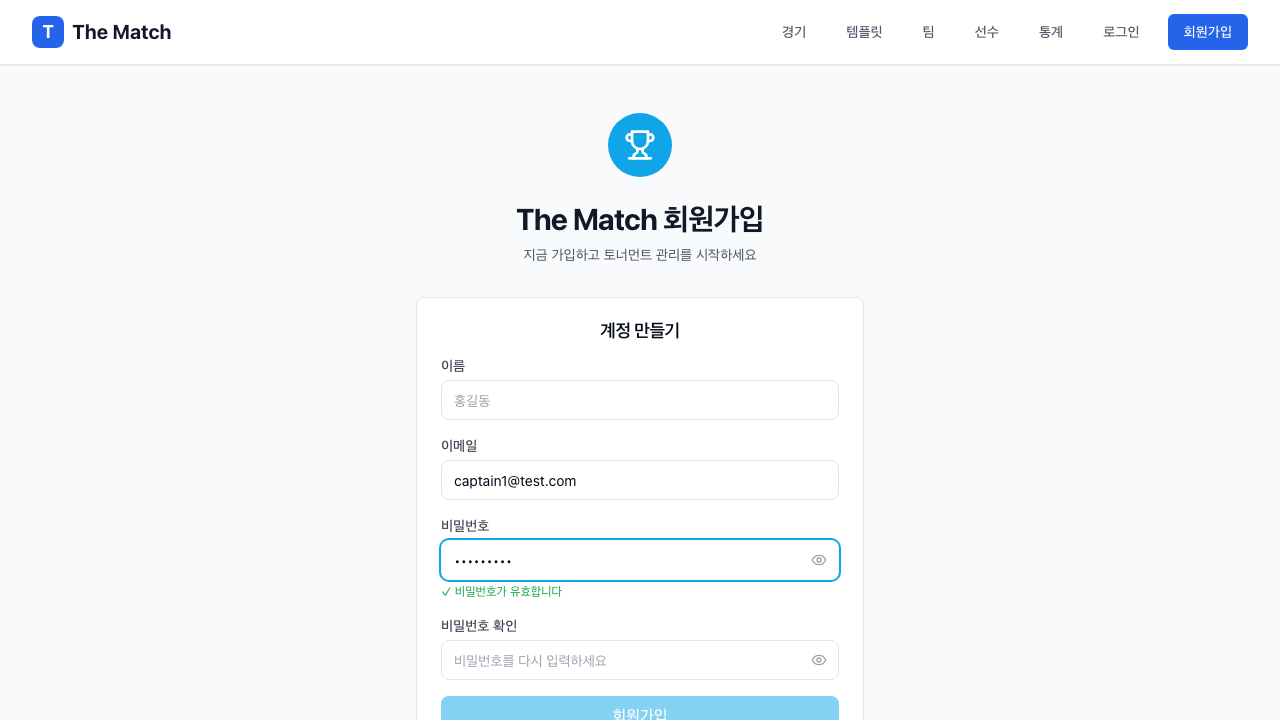 T The Match
경기 템플릿 팀 선수 통계 로그인 회원가입
The Match 회원가입
지금 가입하고 토너먼트 관리를 시작하세요
계정 만들기
이름
홍길동
이메일
captain1@test.com
비밀번호
•••••••••
✓ 비밀번호가 유효합니다
비밀번호 확인
비밀번호를 다시 입력하세요
회원가입